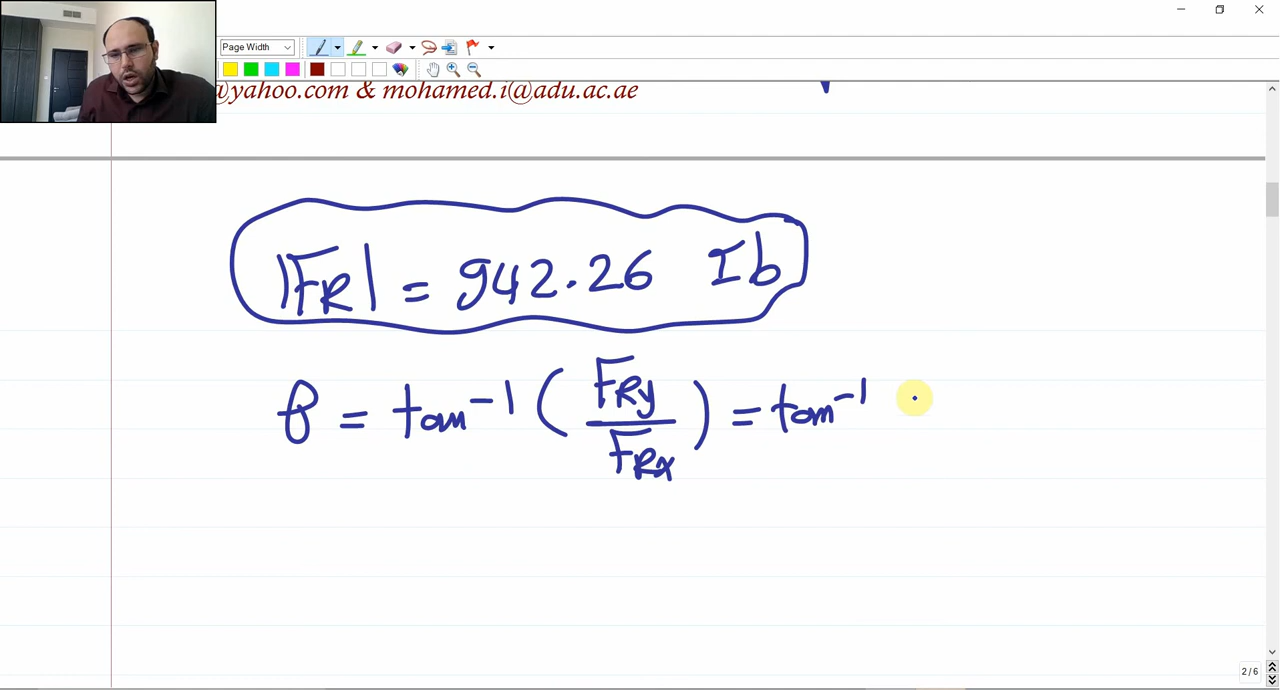 Page Width
@yahoo.com & mohamed.i@adu.ac.ae
|FR| = 942.26 Ib
θ = tan⁻¹ (FRy / FRx) = tan⁻¹
2/6